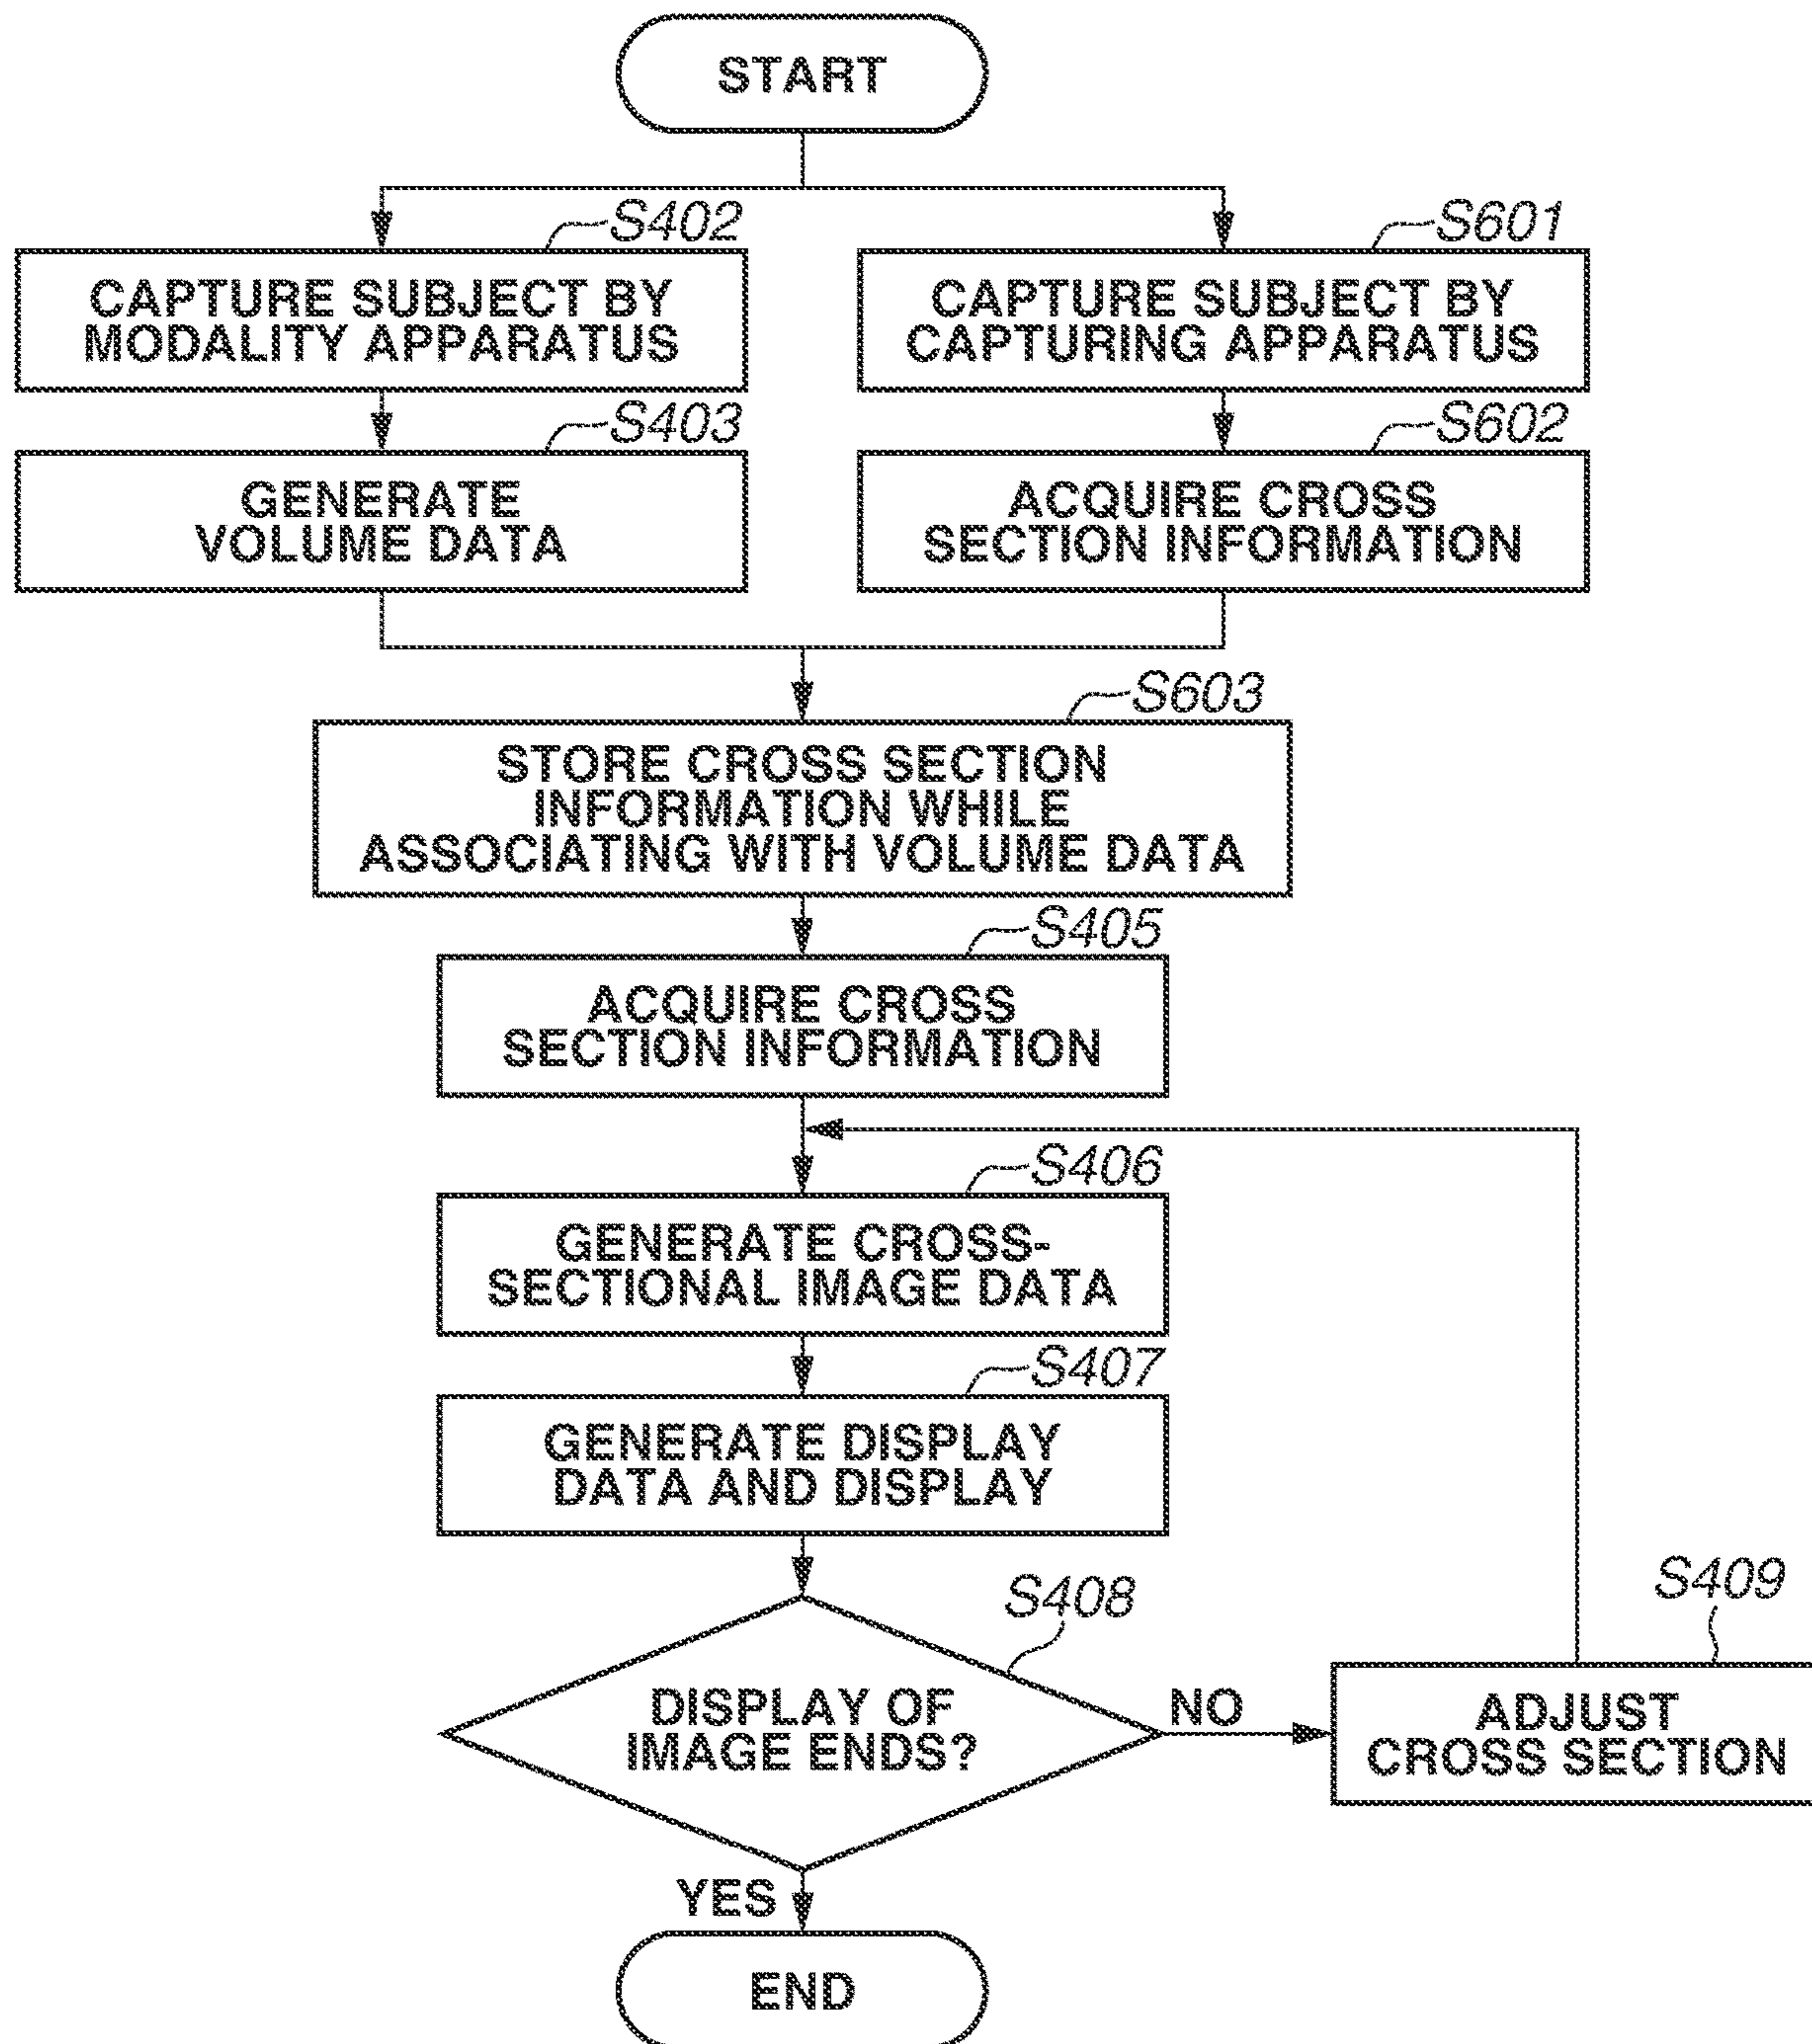 START
S402
CAPTURE SUBJECT BY
MODALITY APPARATUS
S601
CAPTURE SUBJECT BY
CAPTURING APPARATUS
S403
GENERATE
VOLUME DATA
S602
ACQUIRE CROSS
SECTION INFORMATION
S603
STORE CROSS SECTION
INFORMATION WHILE
ASSOCIATING WITH VOLUME DATA
S405
ACQUIRE CROSS
SECTION INFORMATION
S406
GENERATE CROSS-
SECTIONAL IMAGE DATA
S407
GENERATE DISPLAY
DATA AND DISPLAY
S408
DISPLAY OF
IMAGE ENDS?
NO
S409
ADJUST
CROSS SECTION
YES
END